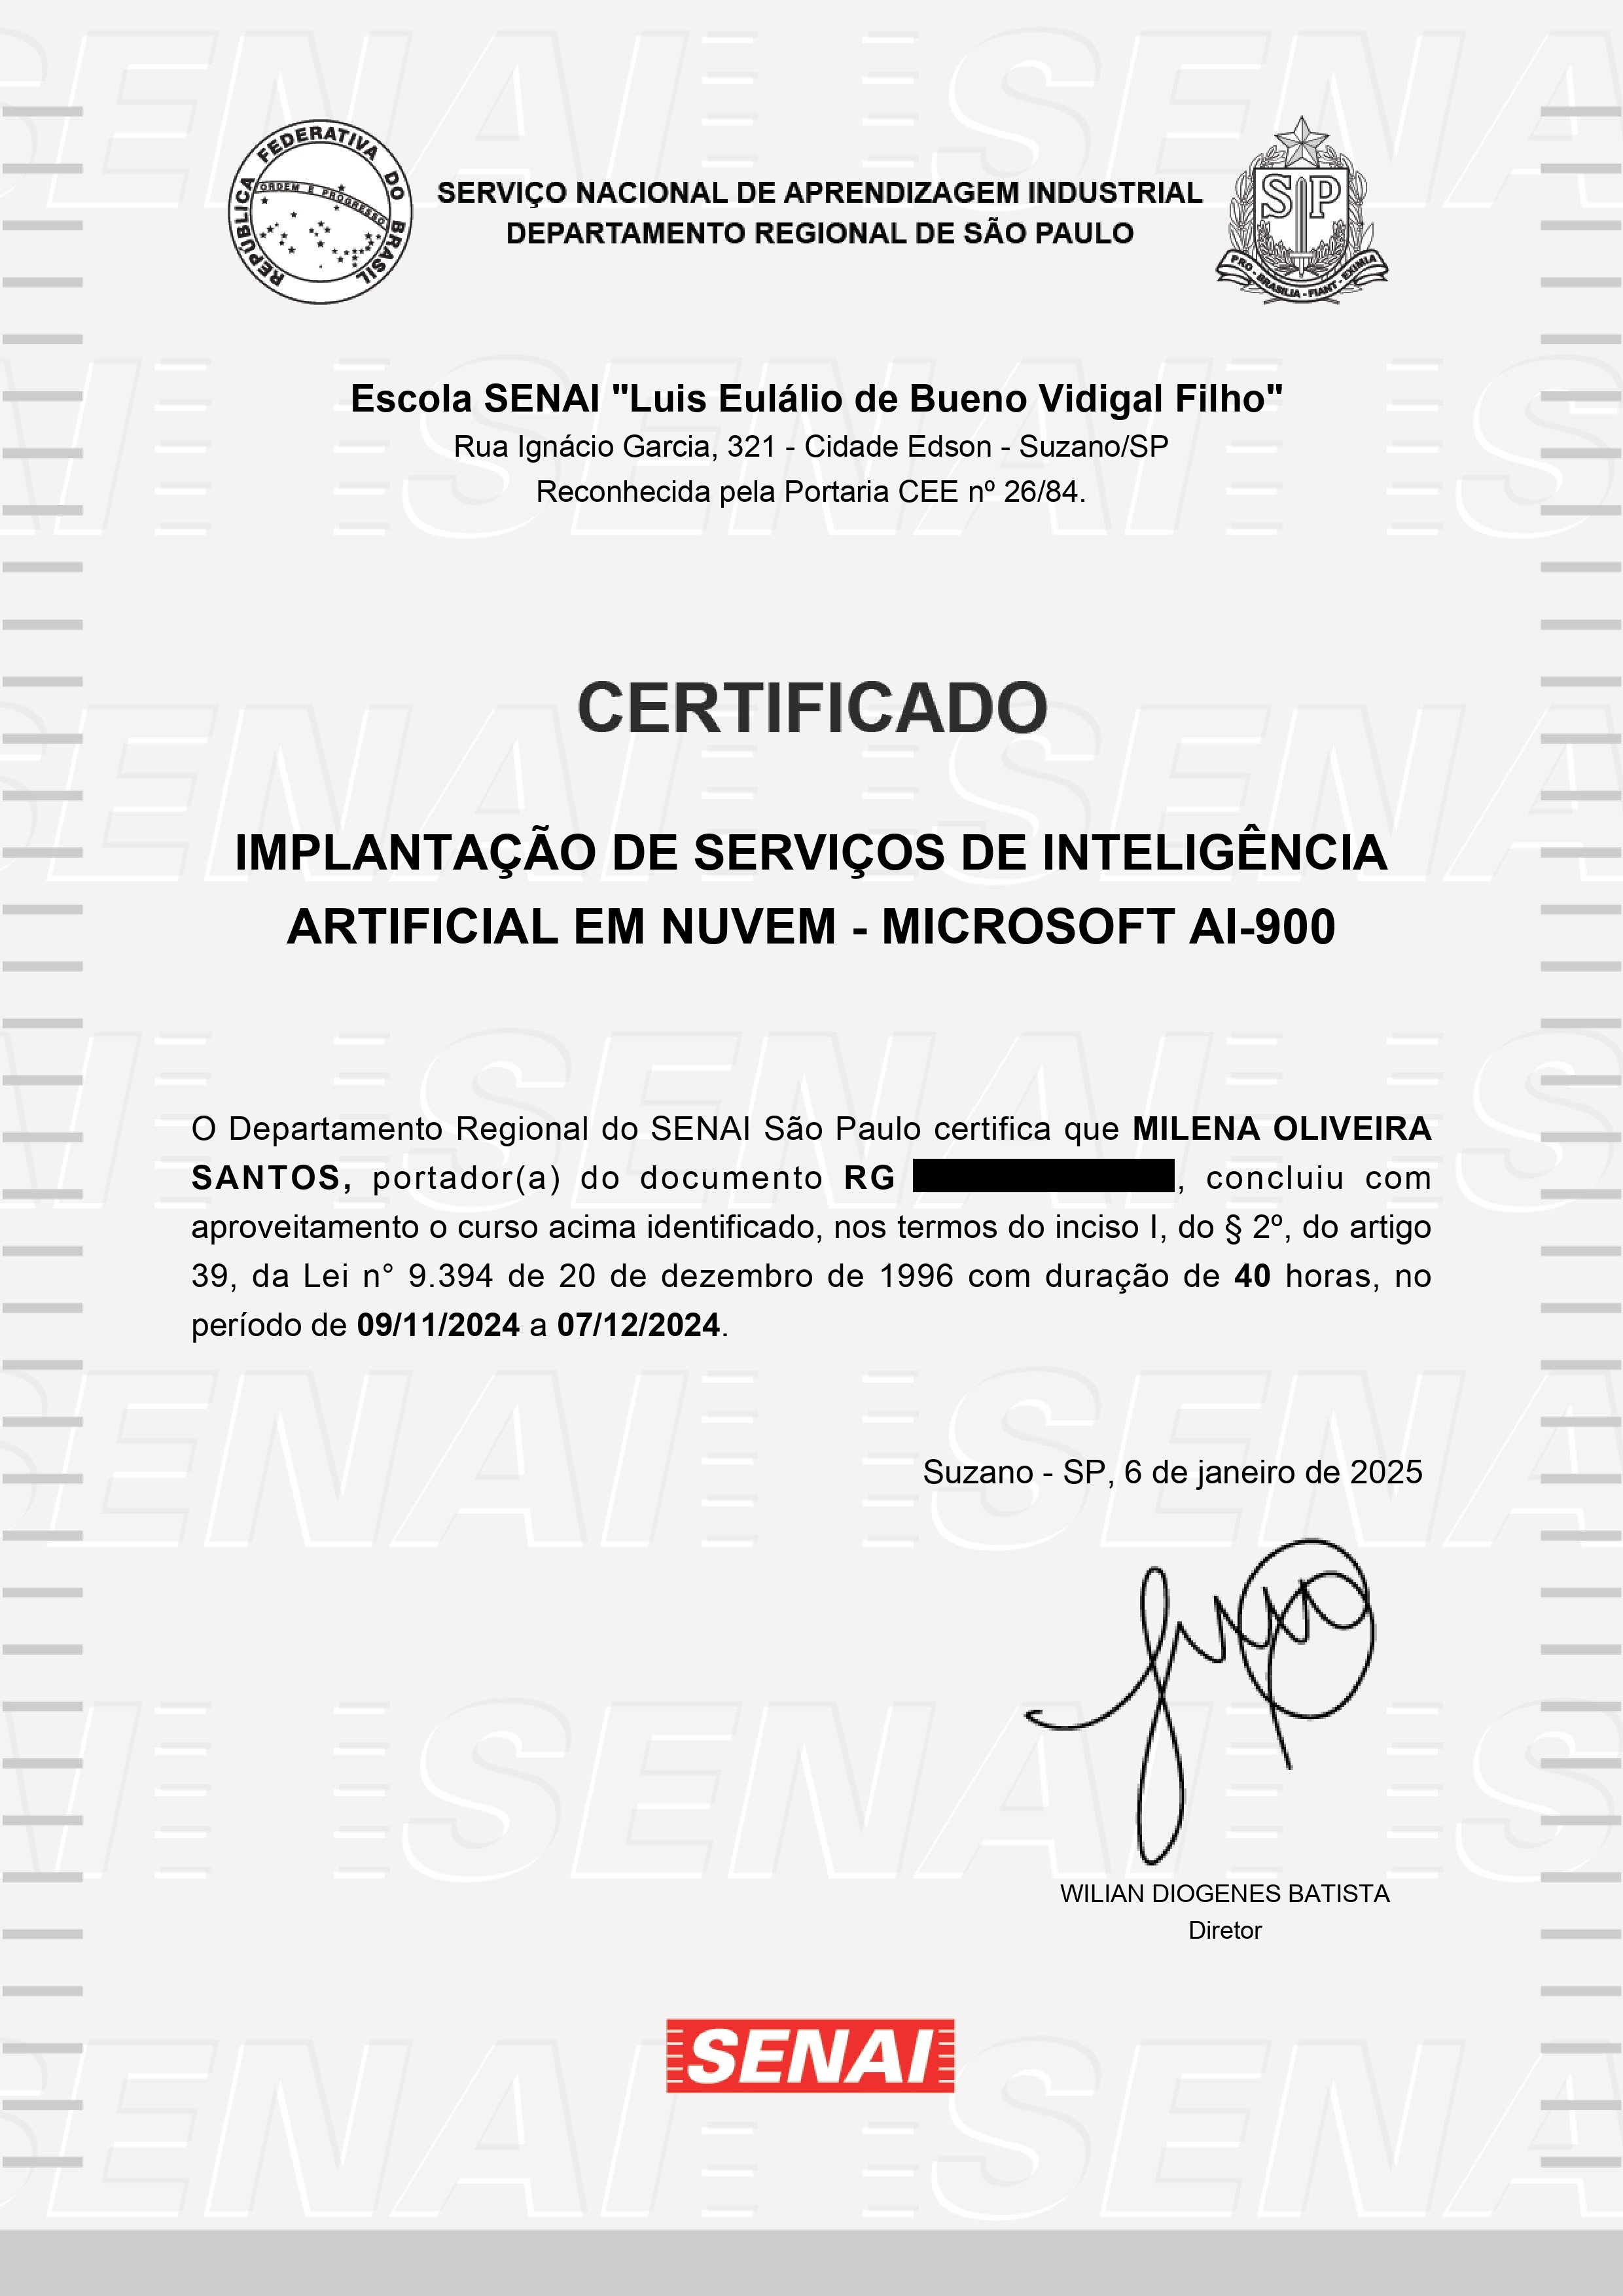 REPÚBLICA FEDERATIVA DO BRASIL
ORDEM E PROGRESSO
SERVIÇO NACIONAL DE APRENDIZAGEM INDUSTRIAL
DEPARTAMENTO REGIONAL DE SÃO PAULO
SP
PRO - BRASILIA - FIANT - EXIMIA
Escola SENAI "Luis Eulálio de Bueno Vidigal Filho"
Rua Ignácio Garcia, 321 - Cidade Edson - Suzano/SP
Reconhecida pela Portaria CEE nº 26/84.
CERTIFICADO
IMPLANTAÇÃO DE SERVIÇOS DE INTELIGÊNCIA
ARTIFICIAL EM NUVEM - MICROSOFT AI-900
O Departamento Regional do SENAI São Paulo certifica que MILENA OLIVEIRA
SANTOS, portador(a) do documento RG , concluiu com
aproveitamento o curso acima identificado, nos termos do inciso I, do § 2º, do artigo
39, da Lei n° 9.394 de 20 de dezembro de 1996 com duração de 40 horas, no
período de 09/11/2024 a 07/12/2024.
Suzano - SP, 6 de janeiro de 2025
WILIAN DIOGENES BATISTA
Diretor
SENAI